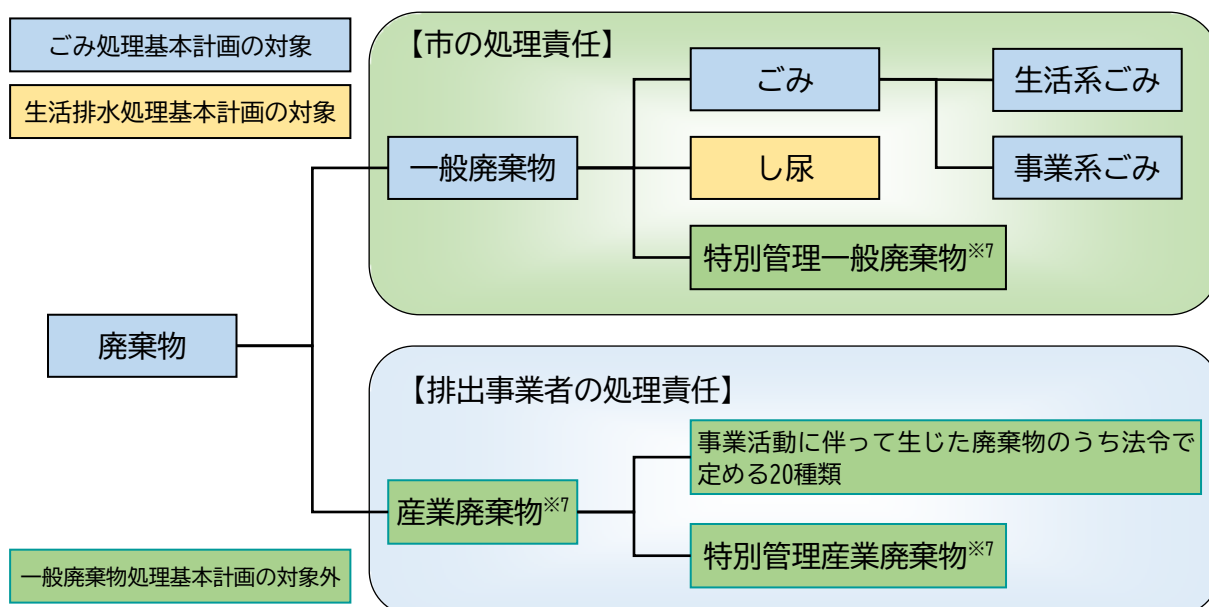 ごみ処理基本計画の対象
生活排水処理基本計画の対象
【市の処理責任】
ごみ
生活系ごみ
一般廃棄物
し尿
事業系ごみ
特別管理一般廃棄物※7
廃棄物
【排出事業者の処理責任】
事業活動に伴って生じた廃棄物のうち法令で
定める20種類
産業廃棄物※7
特別管理産業廃棄物※7
一般廃棄物処理基本計画の対象外